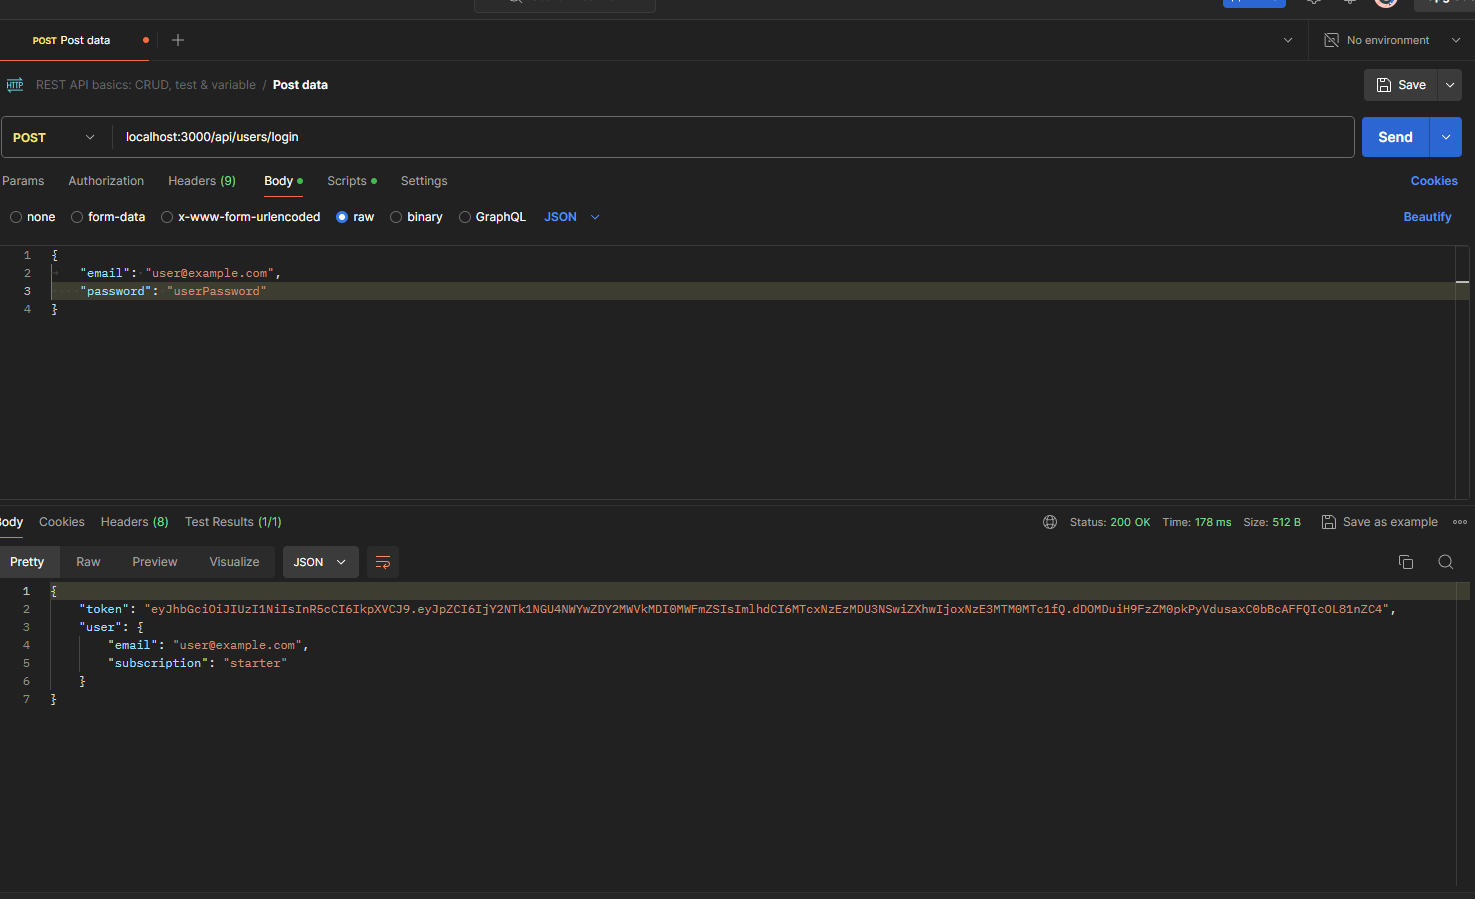 POST Post data
No environment
HTTP REST API basics: CRUD, test & variable / Post data
Save
POST localhost:3000/api/users/login
Send
Params Authorization Headers (9) Body Scripts Settings
Cookies
none form-data x-www-form-urlencoded raw binary GraphQL JSON
Beautify
1 {
2 "email": "user@example.com",
3 "password": "userPassword"
4 }
Body Cookies Headers (8) Test Results (1/1)
Status: 200 OK Time: 178 ms Size: 512 B Save as example
Pretty Raw Preview Visualize JSON
1 {
2 "token": "eyJhbGciOiJIUzI1NiIsInR5cCI6IkpXVCJ9.eyJpZCI6IjY2NTk1NGU4NWYwZDY2MWVkMDI0MWFmZSIsImlhdCI6MTcxNzEzMDU3NSwiZXhwIjoxNzE3MTM0MTc1fQ.dDOMDuiH9FzZM0pkPyVdusaxC0bBcAFFQIcOL81nZC4",
3 "user": {
4 "email": "user@example.com",
5 "subscription": "starter"
6 }
7 }